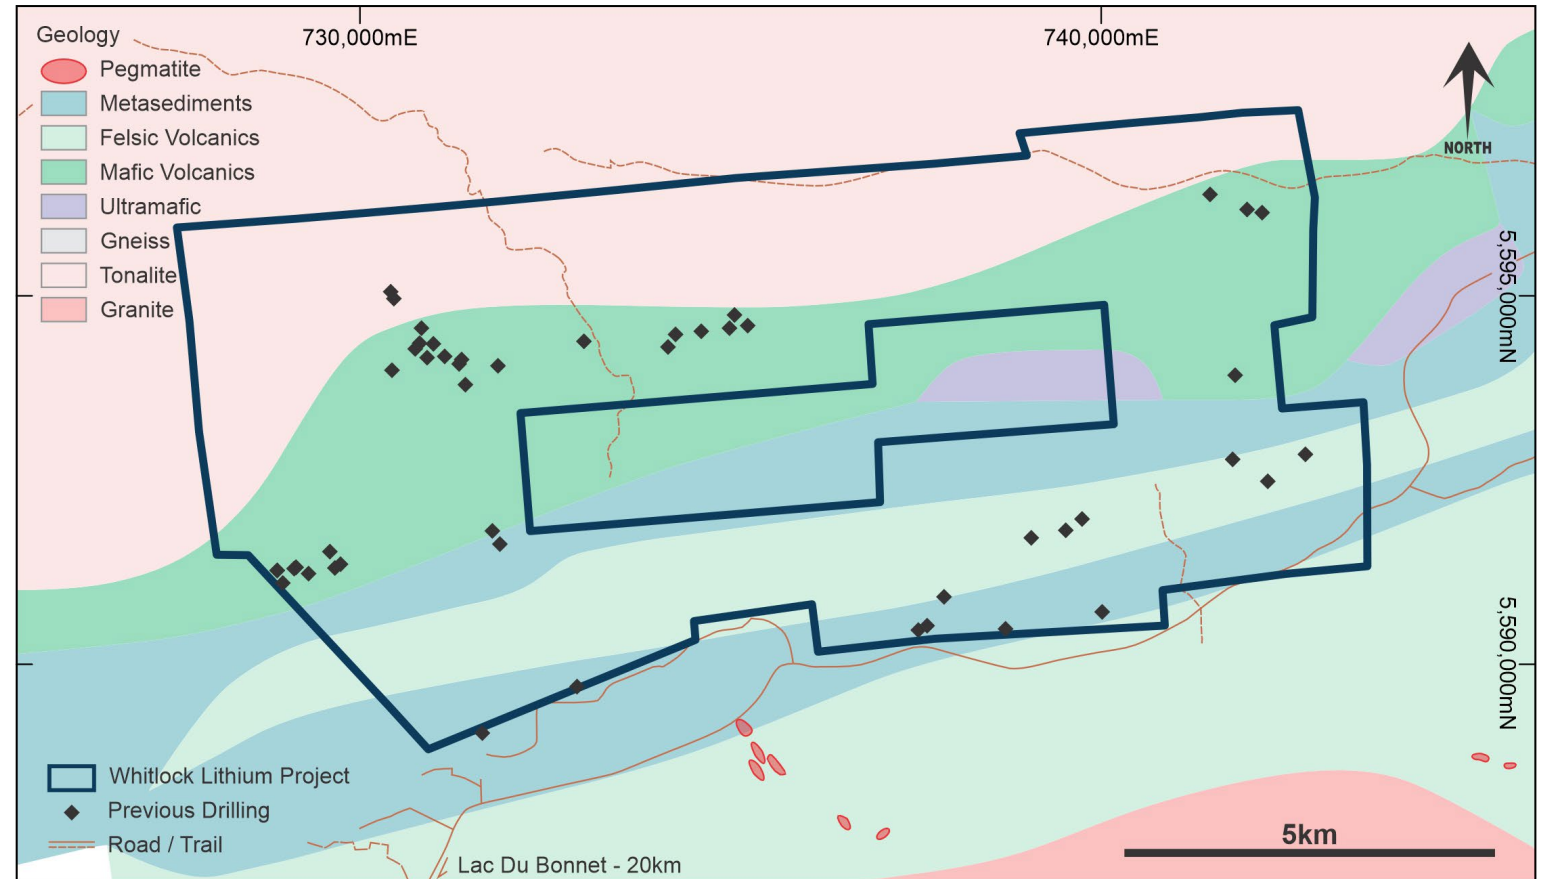 730,000mE
740,000mE
Geology
Pegmatite
Metasediments
Felsic Volcanics
Mafic Volcanics
Ultramafic
Gneiss
Tonalite
Granite
NORTH
5,595,000mN
5,590,000mN
Whitlock Lithium Project
Previous Drilling
Road / Trail
Lac Du Bonnet - 20km
5km